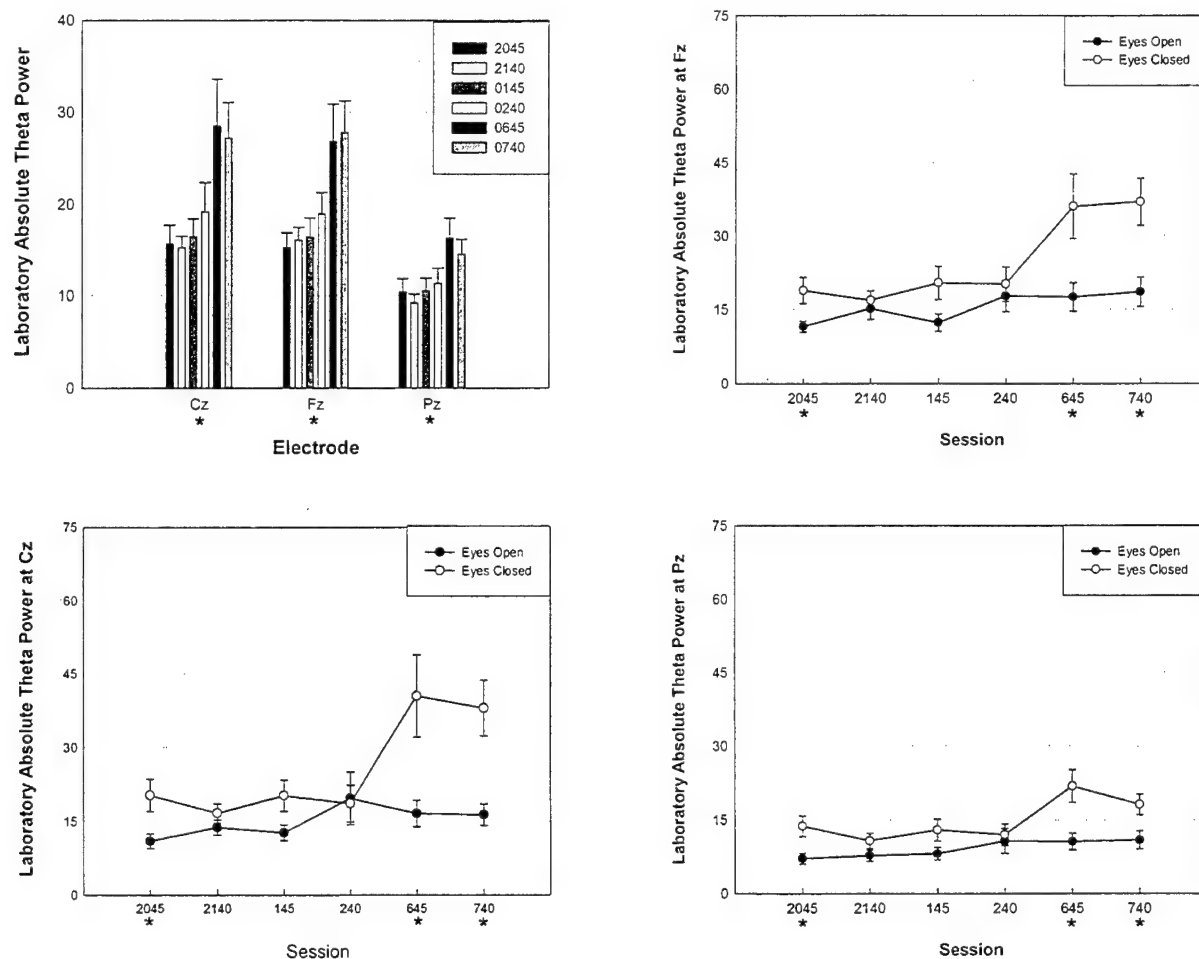 Laboratory Absolute Theta Power
40
30
20
10
0
2045
2140
0145
0240
0645
0740
Cz Fz Pz
* * *
Electrode
Laboratory Absolute Theta Power at Fz
75
60
45
30
15
0
Eyes Open
Eyes Closed
2045 2140 145 240 645 740
* * *
Session
Laboratory Absolute Theta Power at Cz
75
60
45
30
15
0
Eyes Open
Eyes Closed
2045 2140 145 240 645 740
* * *
Session
Laboratory Absolute Theta Power at Pz
75
60
45
30
15
0
Eyes Open
Eyes Closed
2045 2140 145 240 645 740
* * *
Session